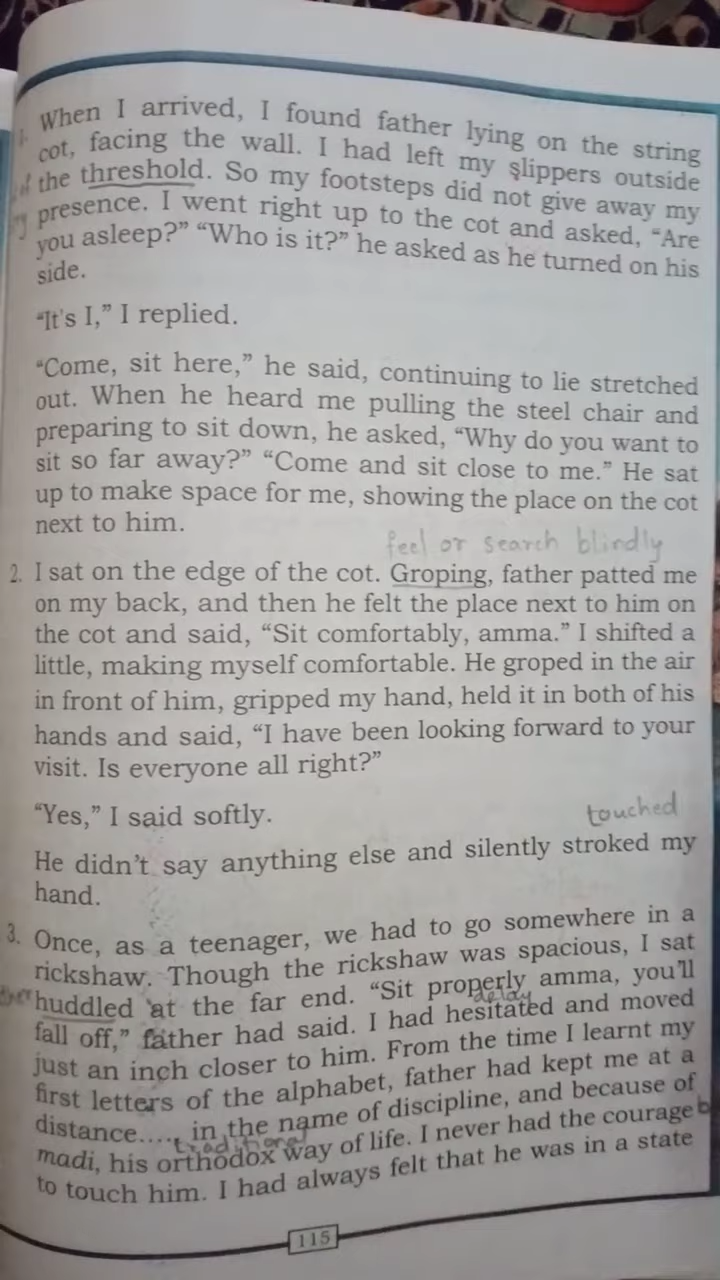 When I arrived, I found father lying on the string
cot, facing the wall. I had left my slippers outside
the threshold. So my footsteps did not give away my
presence. I went right up to the cot and asked, “Are
you asleep?” “Who is it?” he asked as he turned on his
side.
“It's I,” I replied.
“Come, sit here,” he said, continuing to lie stretched
out. When he heard me pulling the steel chair and
preparing to sit down, he asked, “Why do you want to
sit so far away?” “Come and sit close to me.” He sat
up to make space for me, showing the place on the cot
next to him.
feel or search blindly
2. I sat on the edge of the cot. Groping, father patted me
on my back, and then he felt the place next to him on
the cot and said, “Sit comfortably, amma.” I shifted a
little, making myself comfortable. He groped in the air
in front of him, gripped my hand, held it in both of his
hands and said, “I have been looking forward to your
visit. Is everyone all right?”
“Yes,” I said softly.
touched
He didn’t say anything else and silently stroked my
hand.
3. Once, as a teenager, we had to go somewhere in a
rickshaw. Though the rickshaw was spacious, I sat
huddled at the far end. “Sit properly amma, you’ll
delay
fall off,” father had said. I had hesitated and moved
just an inch closer to him. From the time I learnt my
first letters of the alphabet, father had kept me at a
distance...., in the name of discipline, and because of
traditional
madi, his orthodox way of life. I never had the courage
to touch him. I had always felt that he was in a state
115